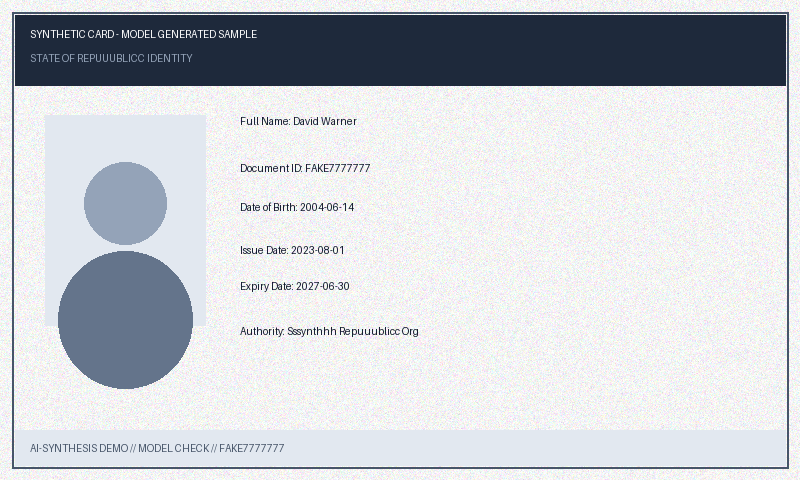 SYNTHETIC CARD - MODEL GENERATED SAMPLE
STATE OF REPUUUBLICC IDENTITY
Full Name: David Warner
Document ID: FAKE7777777
Date of Birth: 2004-06-14
Issue Date: 2023-08-01
Expiry Date: 2027-06-30
Authority: Sssynthhh Repuuublicc Org
AI-SYNTHESIS DEMO // MODEL CHECK // FAKE7777777